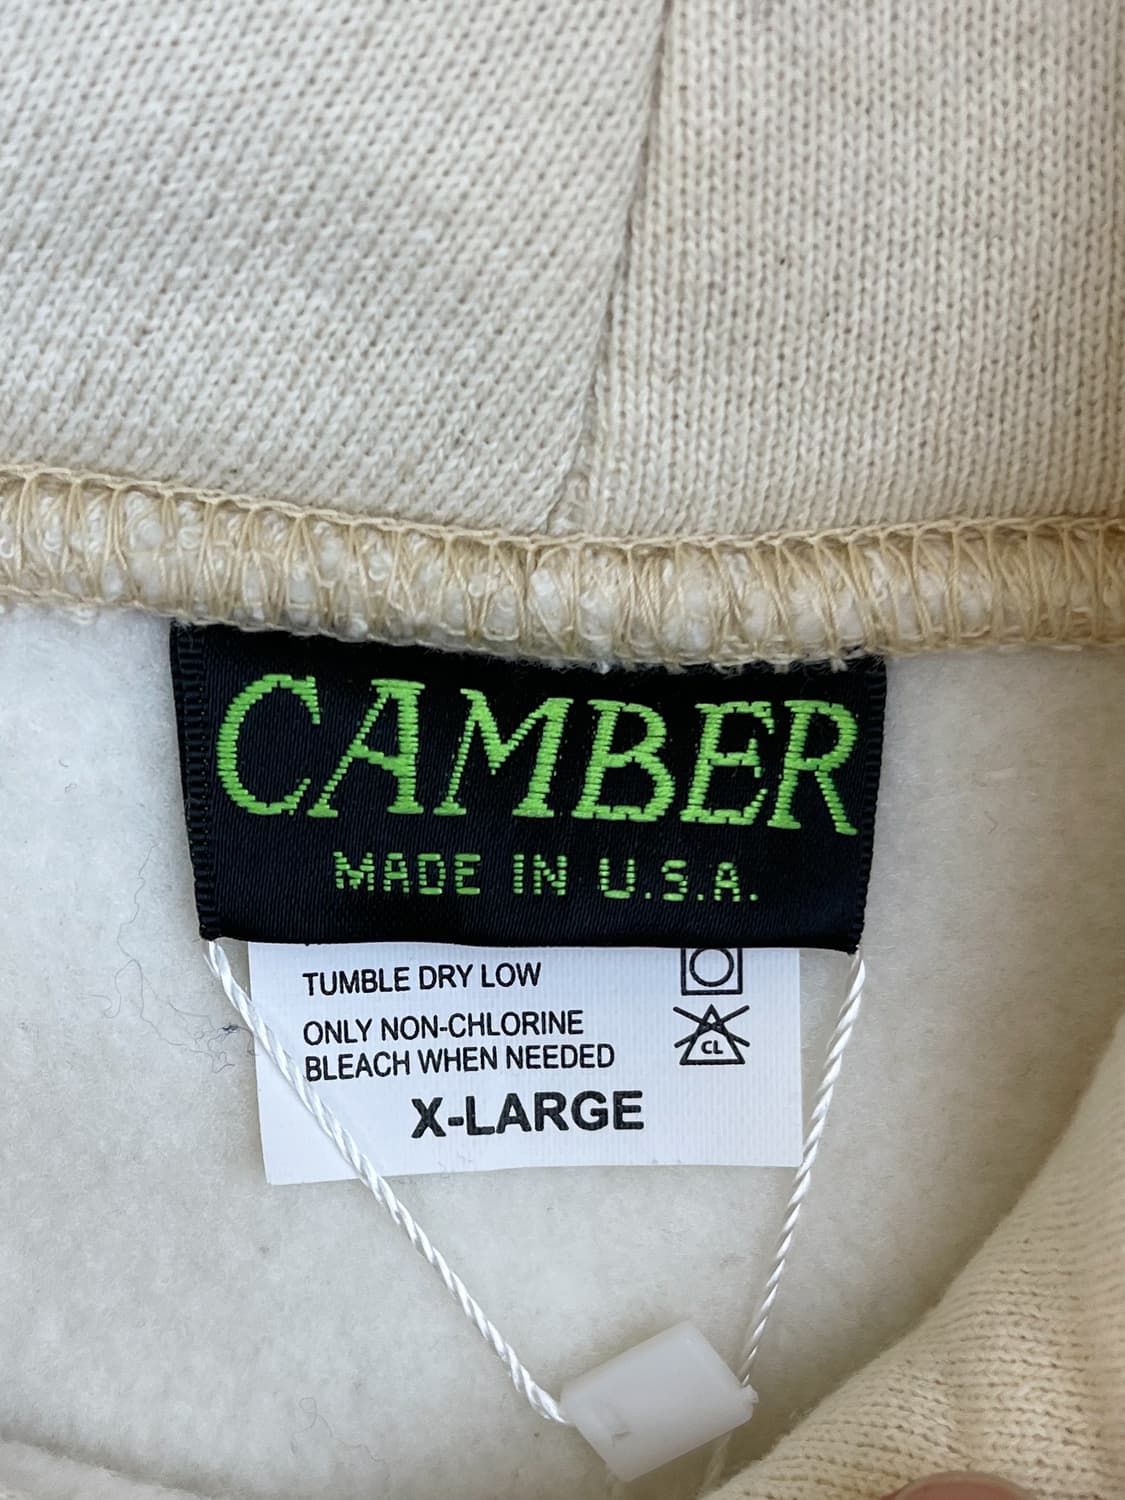 CAMBER
MADE IN U.S.A.
TUMBLE DRY LOW
ONLY NON-CHLORINE
BLEACH WHEN NEEDED
CL
X-LARGE